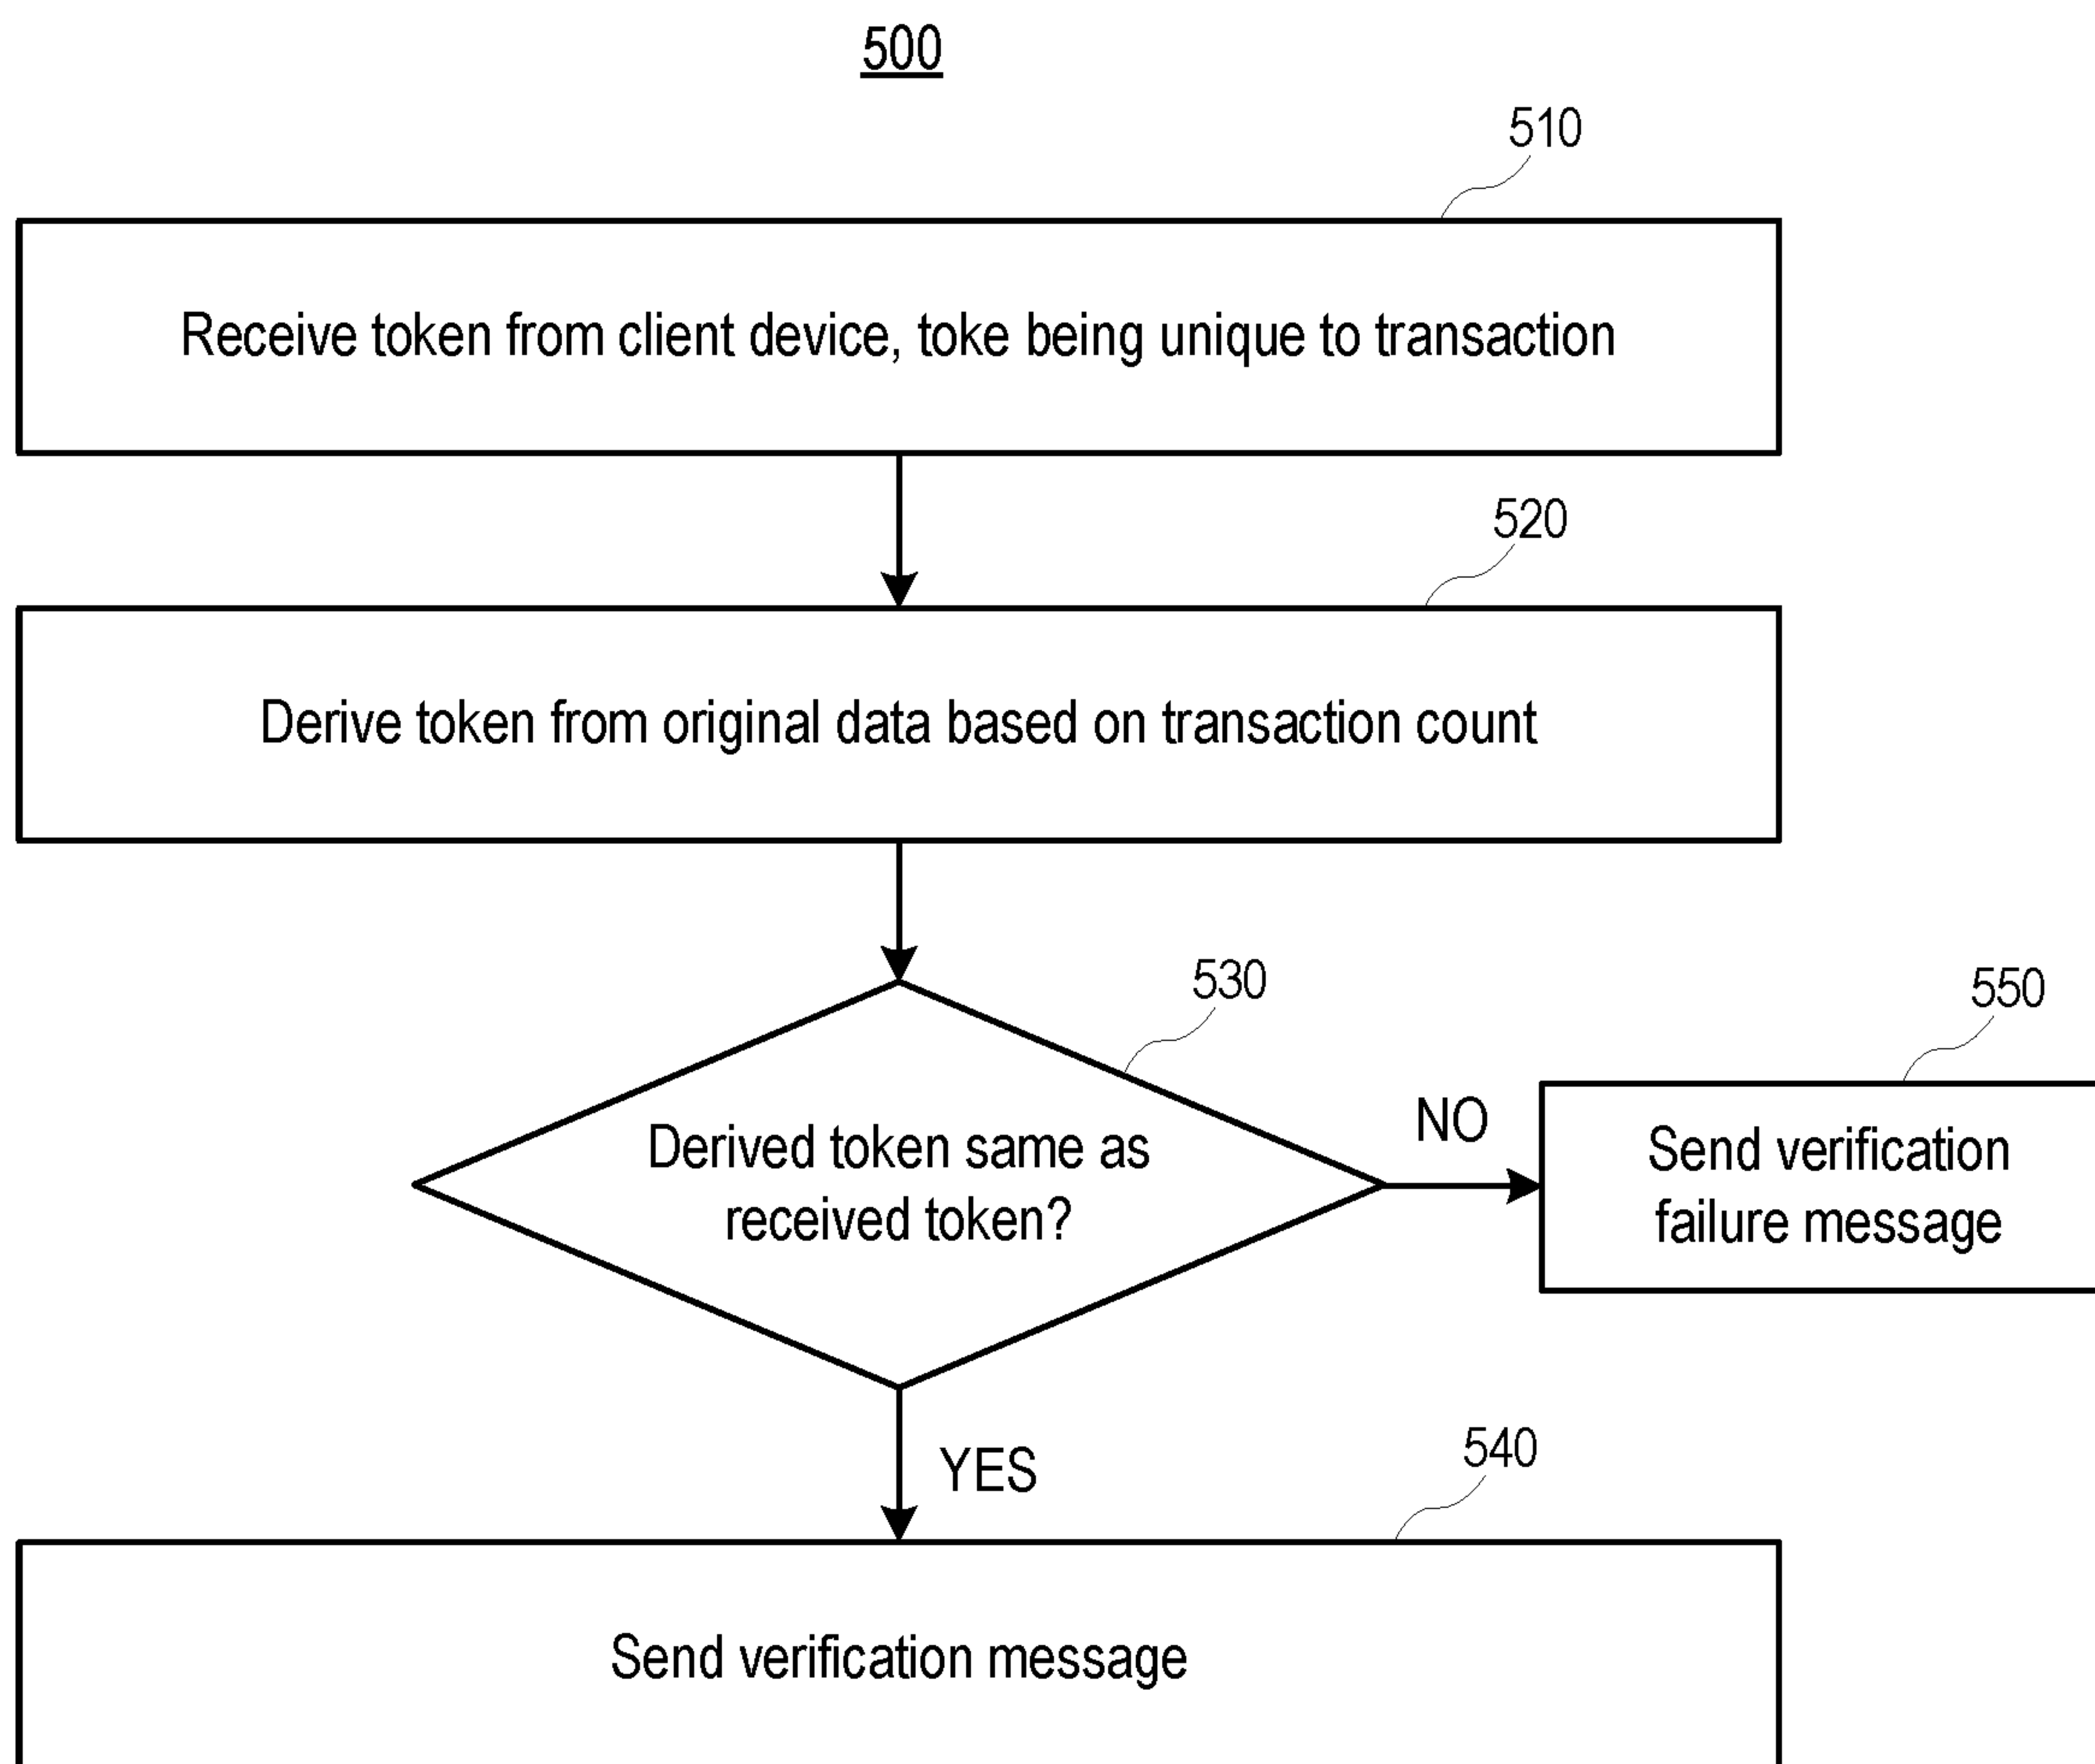 500
510
Receive token from client device, toke being unique to transaction
520
Derive token from original data based on transaction count
530
Derived token same as
received token?
NO
550
Send verification
failure message
YES
540
Send verification message